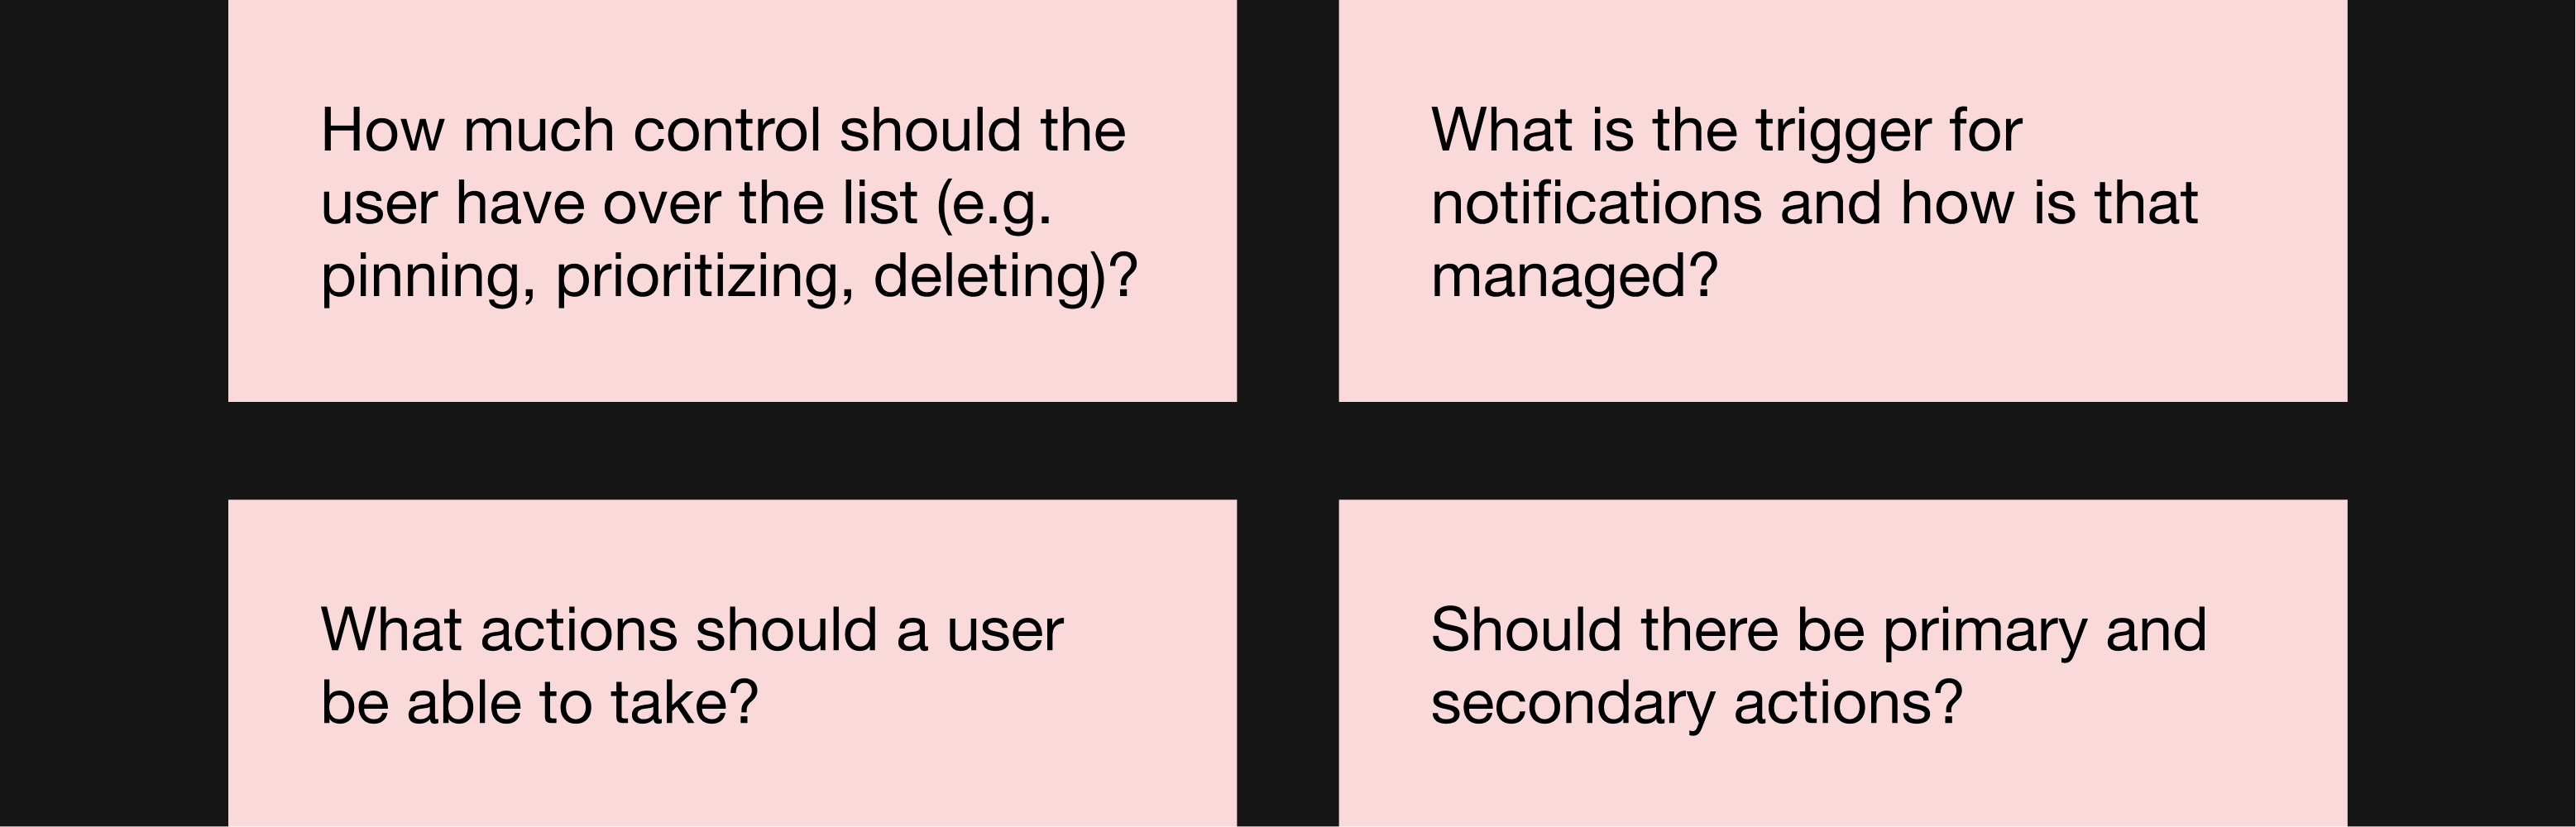 How much control should the
user have over the list (e.g.
pinning, prioritizing, deleting)?
What is the trigger for
notifications and how is that
managed?
What actions should a user
be able to take?
Should there be primary and
secondary actions?